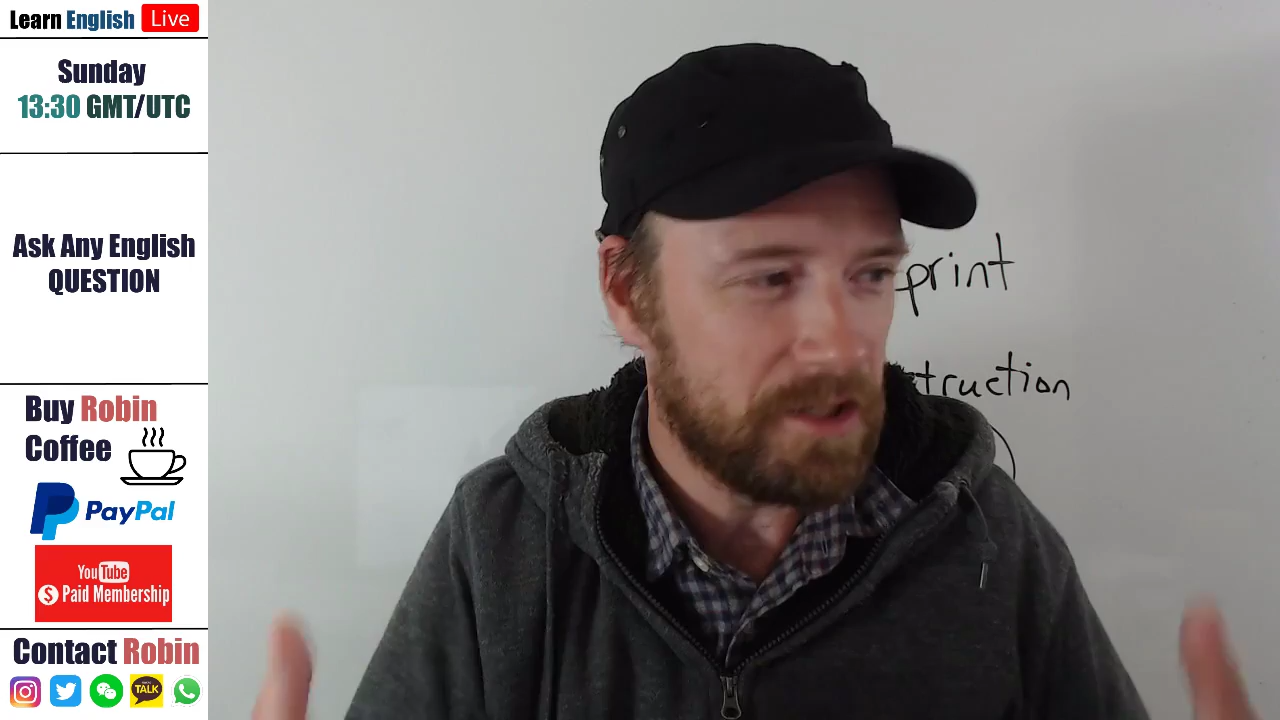 Learn English Live
Sunday
13:30 GMT/UTC
Ask Any English
QUESTION
Buy Robin
Coffee
PayPal
YouTube
$ Paid Membership
Contact Robin
TALK
print
truction
)